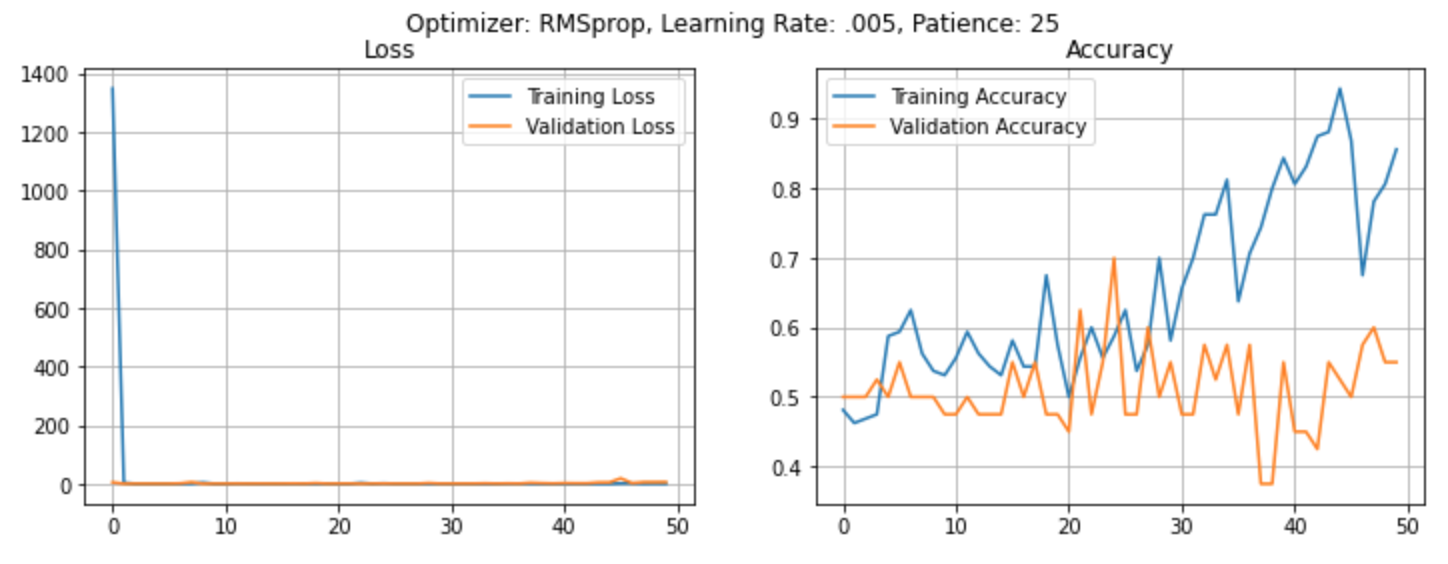 Optimizer: RMSprop, Learning Rate: .005, Patience: 25
Loss
1400
1200
1000
800
600
400
200
0
Training Loss
Validation Loss
0 10 20 30 40 50
Accuracy
0.9
0.8
0.7
0.6
0.5
0.4
Training Accuracy
Validation Accuracy
0 10 20 30 40 50